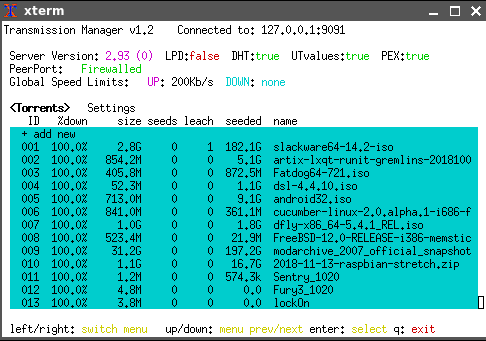 xterm
Transmission Manager v1.2 Connected to: 127.0.0.1:9091
Server Version: 2.93 (0) LPD:false DHT:true UTvalues:true PEX:true
PeerPort: Firewalled
Global Speed Limits: UP: 200Kb/s DOWN: none
<Torrents> Settings
ID %down size seeds leach seeded name
+ add new
001 100.0% 2.8G 0 1 182.1G slackware64-14.2-iso
002 100.0% 854.2M 0 0 5.1G artix-lxqt-runit-gremlins-2018100
003 100.0% 405.8M 0 0 872.5M Fatdog64-721.iso
004 100.0% 52.3M 0 0 1.1G dsl-4.4.10.iso
005 100.0% 713.0M 0 0 9.1G android32.iso
006 100.0% 841.0M 0 0 361.1M cucumber-linux-2.0.alpha.1-i686-f
007 100.0% 1.0G 0 0 1.8G dfly-x86_64-5.4.1_REL.iso
008 100.0% 523.4M 0 0 21.9M FreeBSD-12.0-RELEASE-i386-memstic
009 100.0% 31.2G 0 0 197.2G modarchive_2007_official_snapshot
010 100.0% 1.1G 0 0 16.7G 2018-11-13-raspbian-stretch.zip
011 100.0% 1.2M 0 0 574.3k Sentry_1020
012 100.0% 4.8M 0 0 0.0 Fury3_1020
013 100.0% 3.8M 0 0 0.0 lockOn
left/right: switch menu up/down: menu prev/next enter: select q: exit